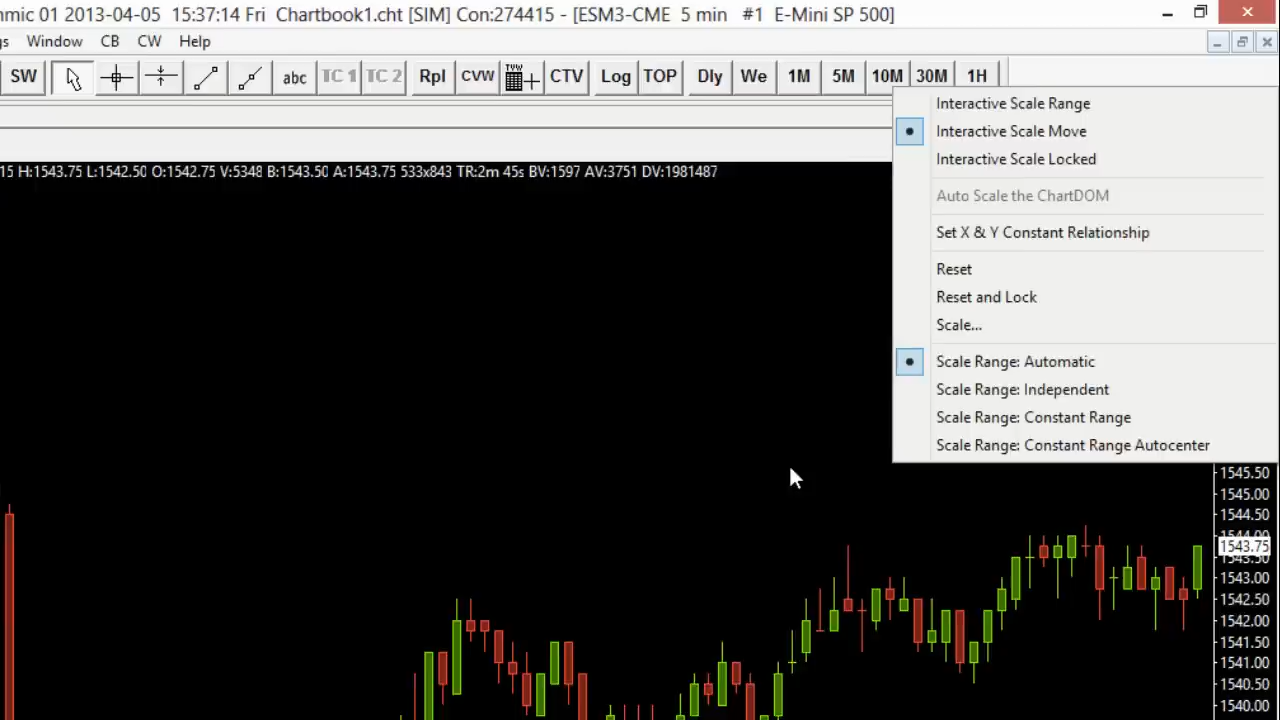 mmic 01 2013-04-05 15:37:14 Fri Chartbook1.cht [SIM] Con:274415 - [ESM3-CME 5 min #1 E-Mini SP 500]
gs Window CB CW Help
SW abc TC 1 TC 2 Rpl CVW CTV Log TOP Dly We 1M 5M 10M 30M 1H
Interactive Scale Range
Interactive Scale Move
Interactive Scale Locked
15 H:1543.75 L:1542.50 O:1542.75 V:5348 B:1543.50 A:1543.75 533x843 TR:2m 45s BV:1597 AV:3751 DV:1981487
Auto Scale the ChartDOM
Set X & Y Constant Relationship
Reset
Reset and Lock
Scale...
Scale Range: Automatic
Scale Range: Independent
Scale Range: Constant Range
Scale Range: Constant Range Autocenter
1545.50
1545.00
1544.50
1544.00
1543.75
1543.50
1543.00
1542.50
1542.00
1541.50
1541.00
1540.50
1540.00